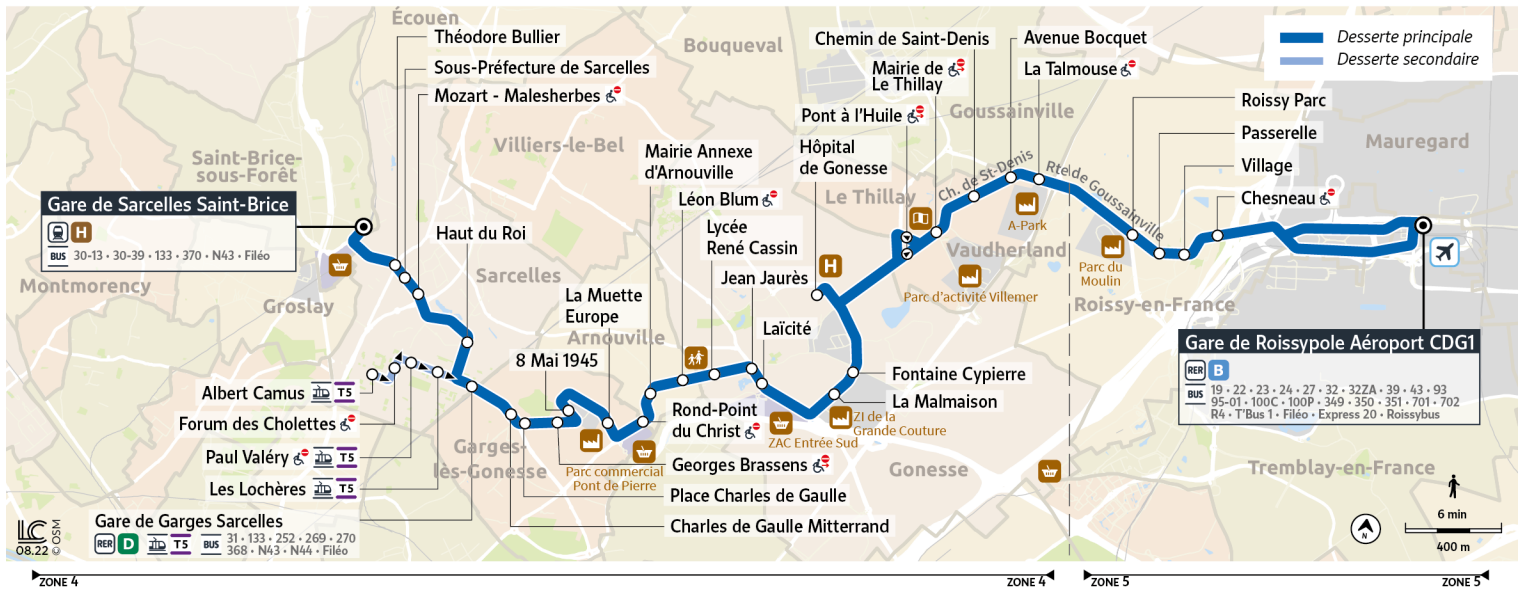 Écouen
Théodore Bullier
Sous-Préfecture de Sarcelles
Mozart - Malesherbes
Saint-Brice-
sous-Forêt
Villiers-le-Bel
Bouqueval
Gare de Sarcelles Saint-Brice
H
BUS 30-13 • 30-39 • 133 • 370 • N43 • Filéo
Montmorency
Groslay
Sarcelles
Haut du Roi
Mairie Annexe
d'Arnouville
Léon Blum
Lycée
René Cassin
Jean Jaurès
La Muette
Europe
Arnouville
8 Mai 1945
Laïcité
Chemin de Saint-Denis
Mairie de
Le Thillay
Pont à l'Huile
Hôpital
de Gonesse
H
Le Thillay
Goussainville
Avenue Bocquet
La Talmouse
Ch. de St-Denis
Rte de Goussainville
A-Park
Vaudherland
Parc d'activité Villemer
Parc du
Moulin
Roissy-en-France
Desserte principale
Desserte secondaire
Roissy Parc
Passerelle
Village
Chesneau
Mauregard
Gare de Roissypole Aéroport CDG1
RER B
BUS 19 • 22 • 23 • 24 • 27 • 32 • 32ZA • 39 • 43 • 93
95-01 • 100C • 100P • 349 • 350 • 351 • 701 • 702
R4 • T'Bus 1 • Filéo • Express 20 • Roissybus
Albert Camus T5
Forum des Cholettes
Paul Valéry T5
Les Lochères T5
Gare de Garges Sarcelles
RER D T5 BUS 31 • 133 • 252 • 269 • 270
368 • N43 • N44 • Filéo
Garges-
lès-Gonesse
Parc commercial
Pont de Pierre
Rond-Point
du Christ
Georges Brassens
Place Charles de Gaulle
Charles de Gaulle Mitterrand
ZAC Entrée Sud
ZI de la
Grande Couture
Fontaine Cypierre
La Malmaison
Gonesse
Tremblay-en-France
N
6 min
400 m
LC
08.22 © OSM
ZONE 4
ZONE 4
ZONE 5
ZONE 5